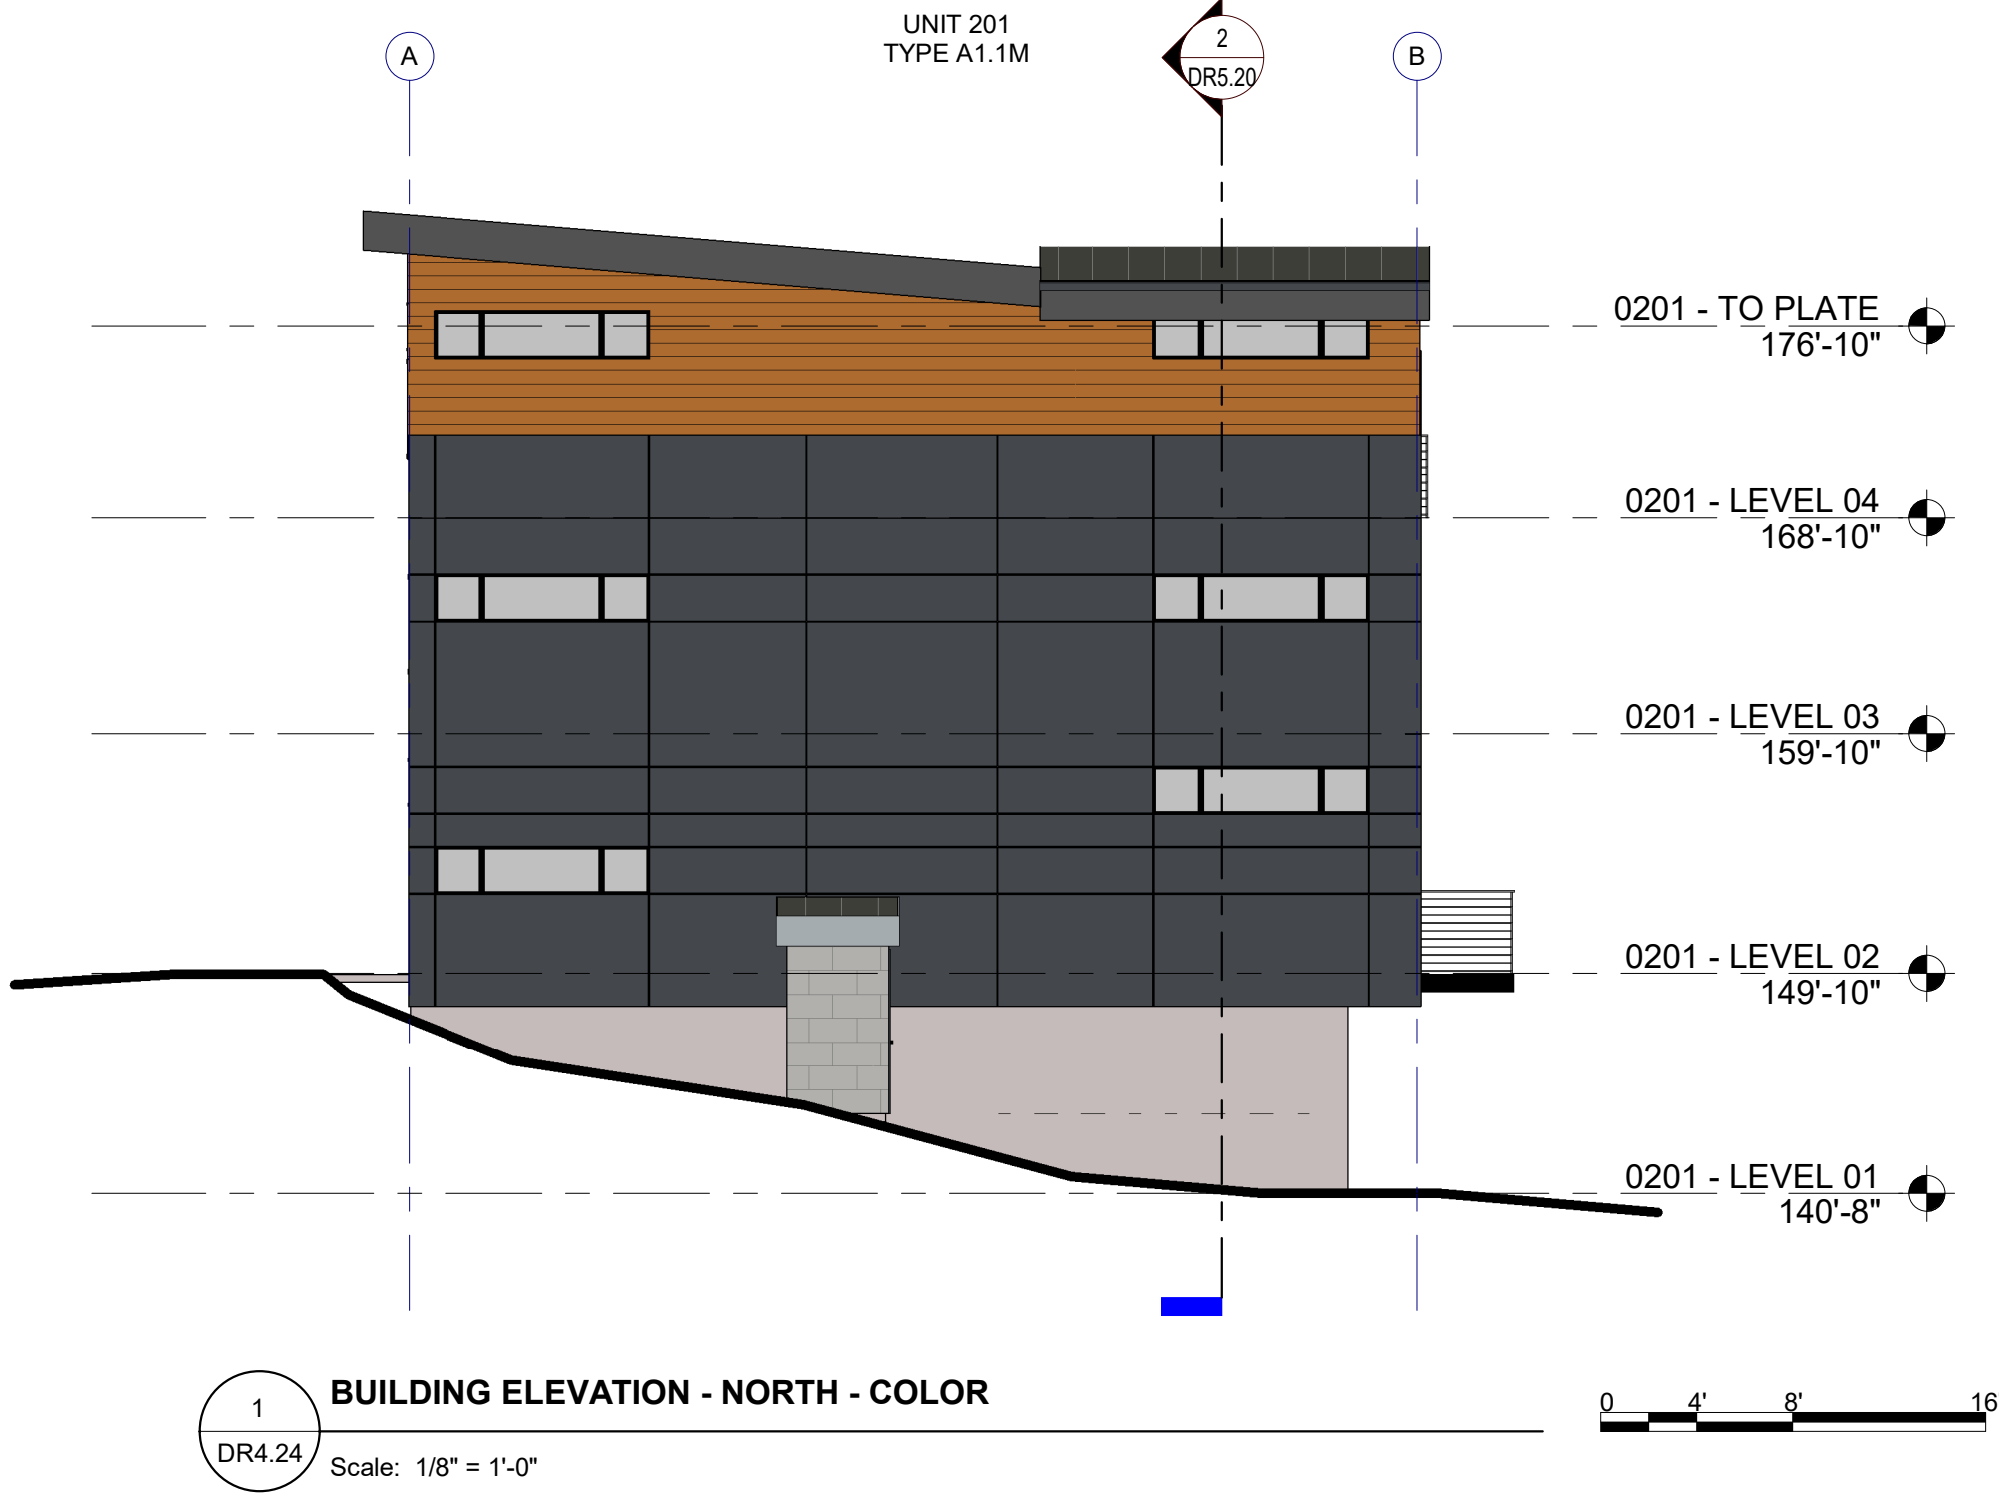 UNIT 201
TYPE A1.1M
A
2
DR5.20
B
0201 - TO PLATE
176'-10"
0201 - LEVEL 04
168'-10"
0201 - LEVEL 03
159'-10"
0201 - LEVEL 02
149'-10"
0201 - LEVEL 01
140'-8"
1
DR4.24
BUILDING ELEVATION - NORTH - COLOR
Scale: 1/8" = 1'-0"
0 4' 8' 16